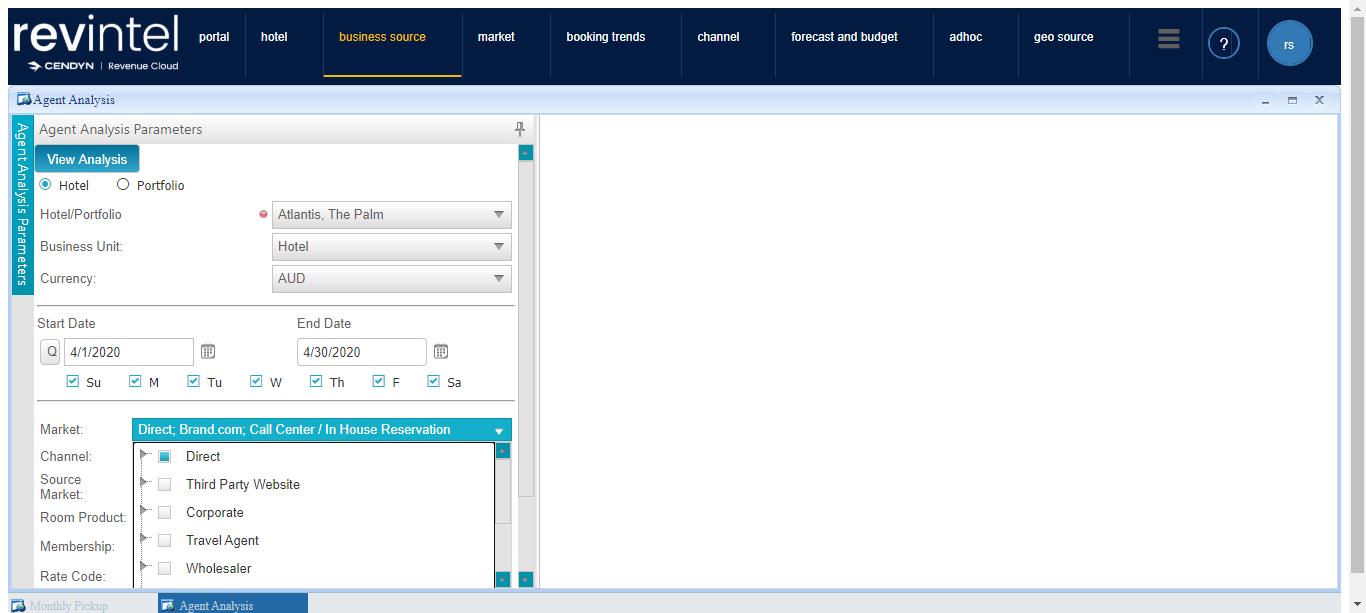 revintel
CENDYN | Revenue Cloud
portal hotel business source market booking trends channel forecast and budget adhoc geo source ? rs
Agent Analysis
Agent Analysis Parameters
Agent Analysis Parameters
View Analysis
Hotel Portfolio
Hotel/Portfolio Atlantis, The Palm
Business Unit: Hotel
Currency: AUD
Start Date End Date
Q 4/1/2020 4/30/2020
Su M Tu W Th F Sa
Market: Direct; Brand.com; Call Center / In House Reservation
Channel: Direct
Source
Market: Third Party Website
Room Product: Corporate
Membership: Travel Agent
Rate Code: Wholesaler
Monthly Pickup Agent Analysis